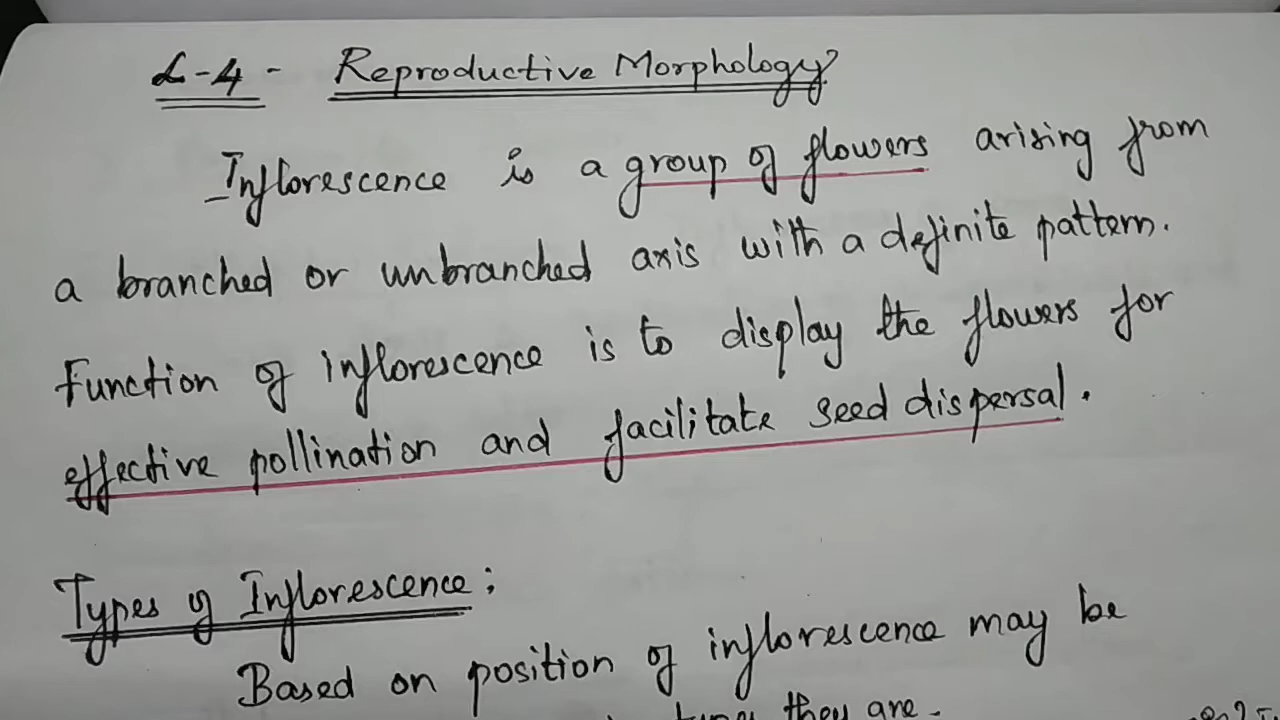 L-4 - Reproductive Morphology
Inflorescence is a group of flowers arising from
a branched or unbranched axis with a definite pattern.
Function of inflorescence is to display the flowers for
effective pollination and facilitate seed dispersal.
Types of Inflorescence:
Based on position of inflorescence may be
they are.